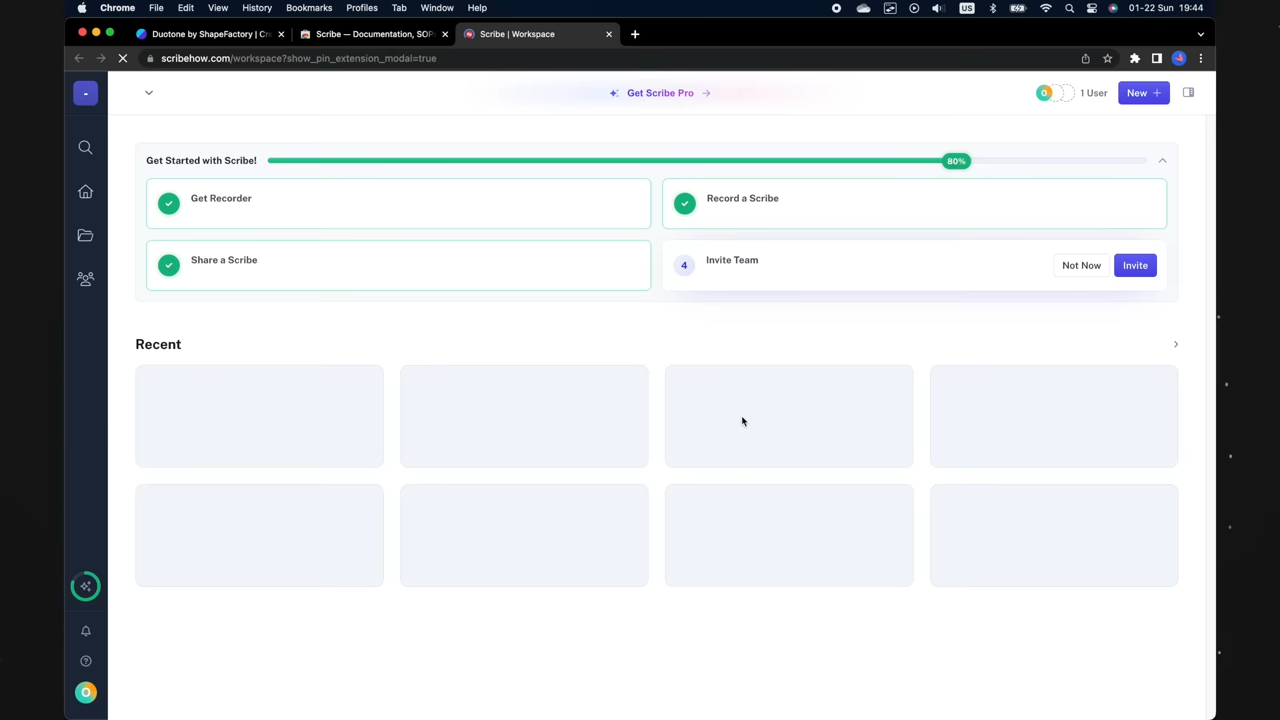 Chrome File Edit View History Bookmarks Profiles Tab Window Help US 01-22 Sun 19:44
Duotone by ShapeFactory | Cr
Scribe — Documentation, SOP
Scribe | Workspace
scribehow.com/workspace?show_pin_extension_modal=true
-
Get Scribe Pro →
O
1 User
New +
Get Started with Scribe!
80%
Get Recorder
Record a Scribe
Share a Scribe
4
Invite Team
Not Now
Invite
Recent
O